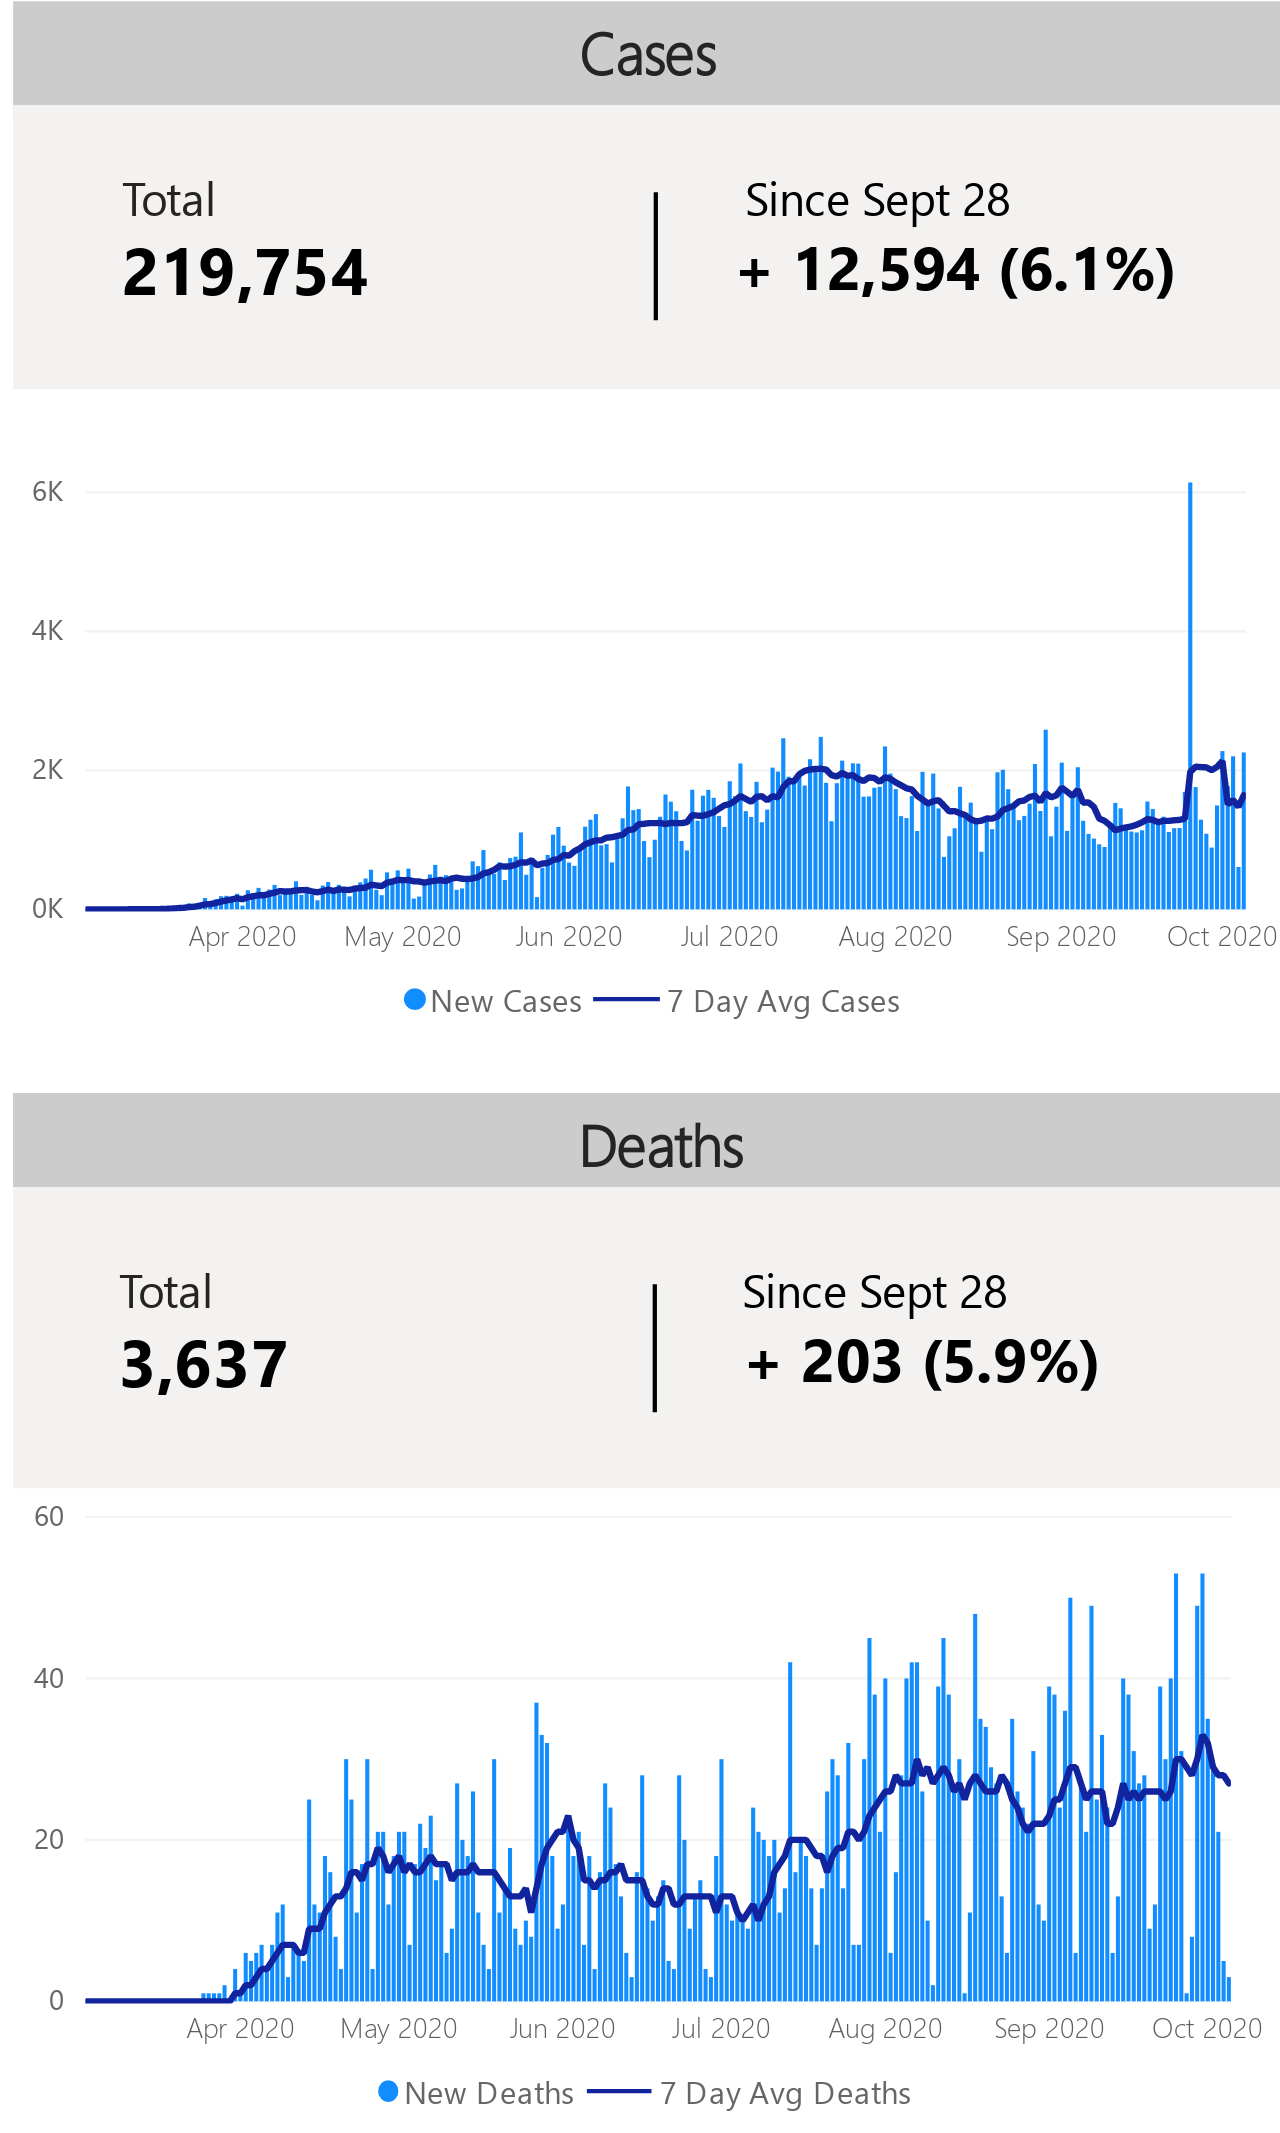 Cases
Total
Since Sept 28
219,754
+ 12,594 (6.1%)
6K
4K
2K
0K
Apr 2020 May 2020 Jun 2020 Jul 2020 Aug 2020 Sep 2020 Oct 2020
New Cases 7 Day Avg Cases
Deaths
Total
Since Sept 28
3,637
+ 203 (5.9%)
60
40
20
0
Apr 2020 May 2020 Jun 2020 Jul 2020 Aug 2020 Sep 2020 Oct 2020
New Deaths 7 Day Avg Deaths